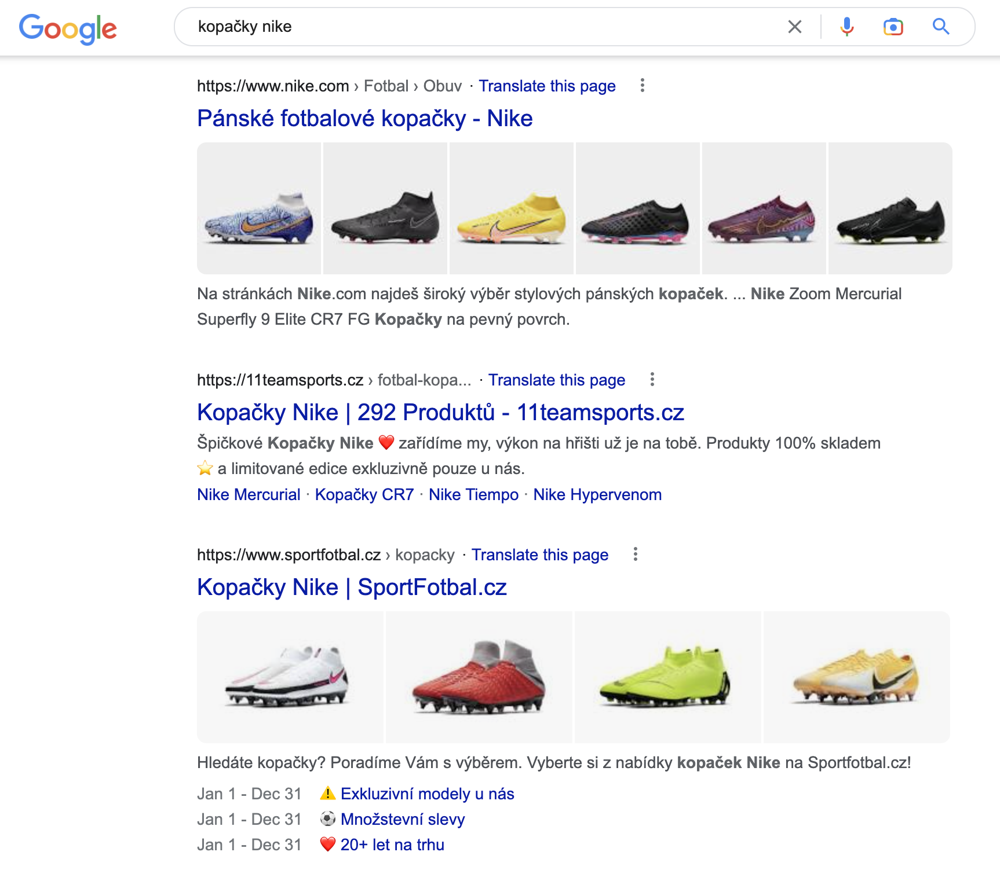 Google
kopačky nike
https://www.nike.com › Fotbal › Obuv · Translate this page
Pánské fotbalové kopačky - Nike
Na stránkách Nike.com najdeš široký výběr stylových pánských kopaček. ... Nike Zoom Mercurial
Superfly 9 Elite CR7 FG Kopačky na pevný povrch.
https://11teamsports.cz › fotbal-kopa... · Translate this page
Kopačky Nike | 292 Produktů - 11teamsports.cz
Špičkové Kopačky Nike ❤️ zařídíme my, výkon na hřišti už je na tobě. Produkty 100% skladem
⭐ a limitované edice exkluzivně pouze u nás.
Nike Mercurial · Kopačky CR7 · Nike Tiempo · Nike Hypervenom
https://www.sportfotbal.cz › kopacky · Translate this page
Kopačky Nike | SportFotbal.cz
Hledáte kopačky? Poradíme Vám s výběrem. Vyberte si z nabídky kopaček Nike na Sportfotbal.cz!
Jan 1 - Dec 31 ⚠️ Exkluzivní modely u nás
Jan 1 - Dec 31 ⚽ Množstevní slevy
Jan 1 - Dec 31 ❤️ 20+ let na trhu